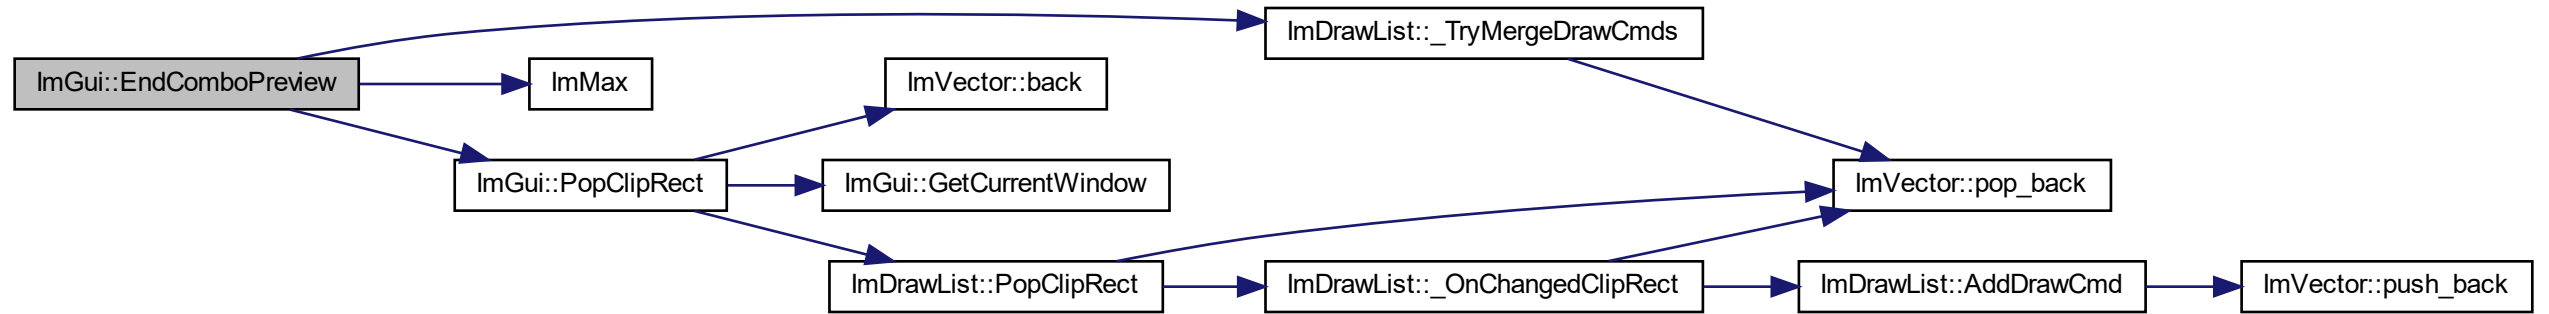 ImDrawList::_TryMergeDrawCmds
ImGui::EndComboPreview
ImMax
ImVector::back
ImGui::PopClipRect
ImGui::GetCurrentWindow
ImVector::pop_back
ImDrawList::PopClipRect
ImDrawList::_OnChangedClipRect
ImDrawList::AddDrawCmd
ImVector::push_back